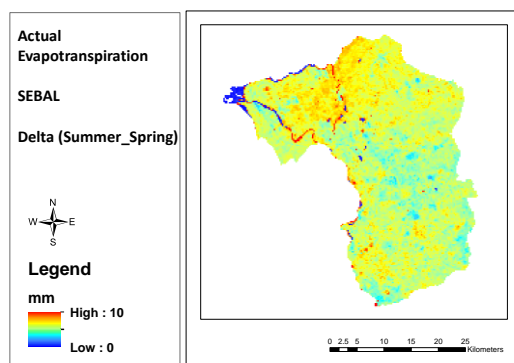 Actual
Evapotranspiration
SEBAL
Delta (Summer_Spring)
N
W E
S
Legend
mm
High : 10
Low : 0
0 2.5 5 10 15 20 25
Kilometers